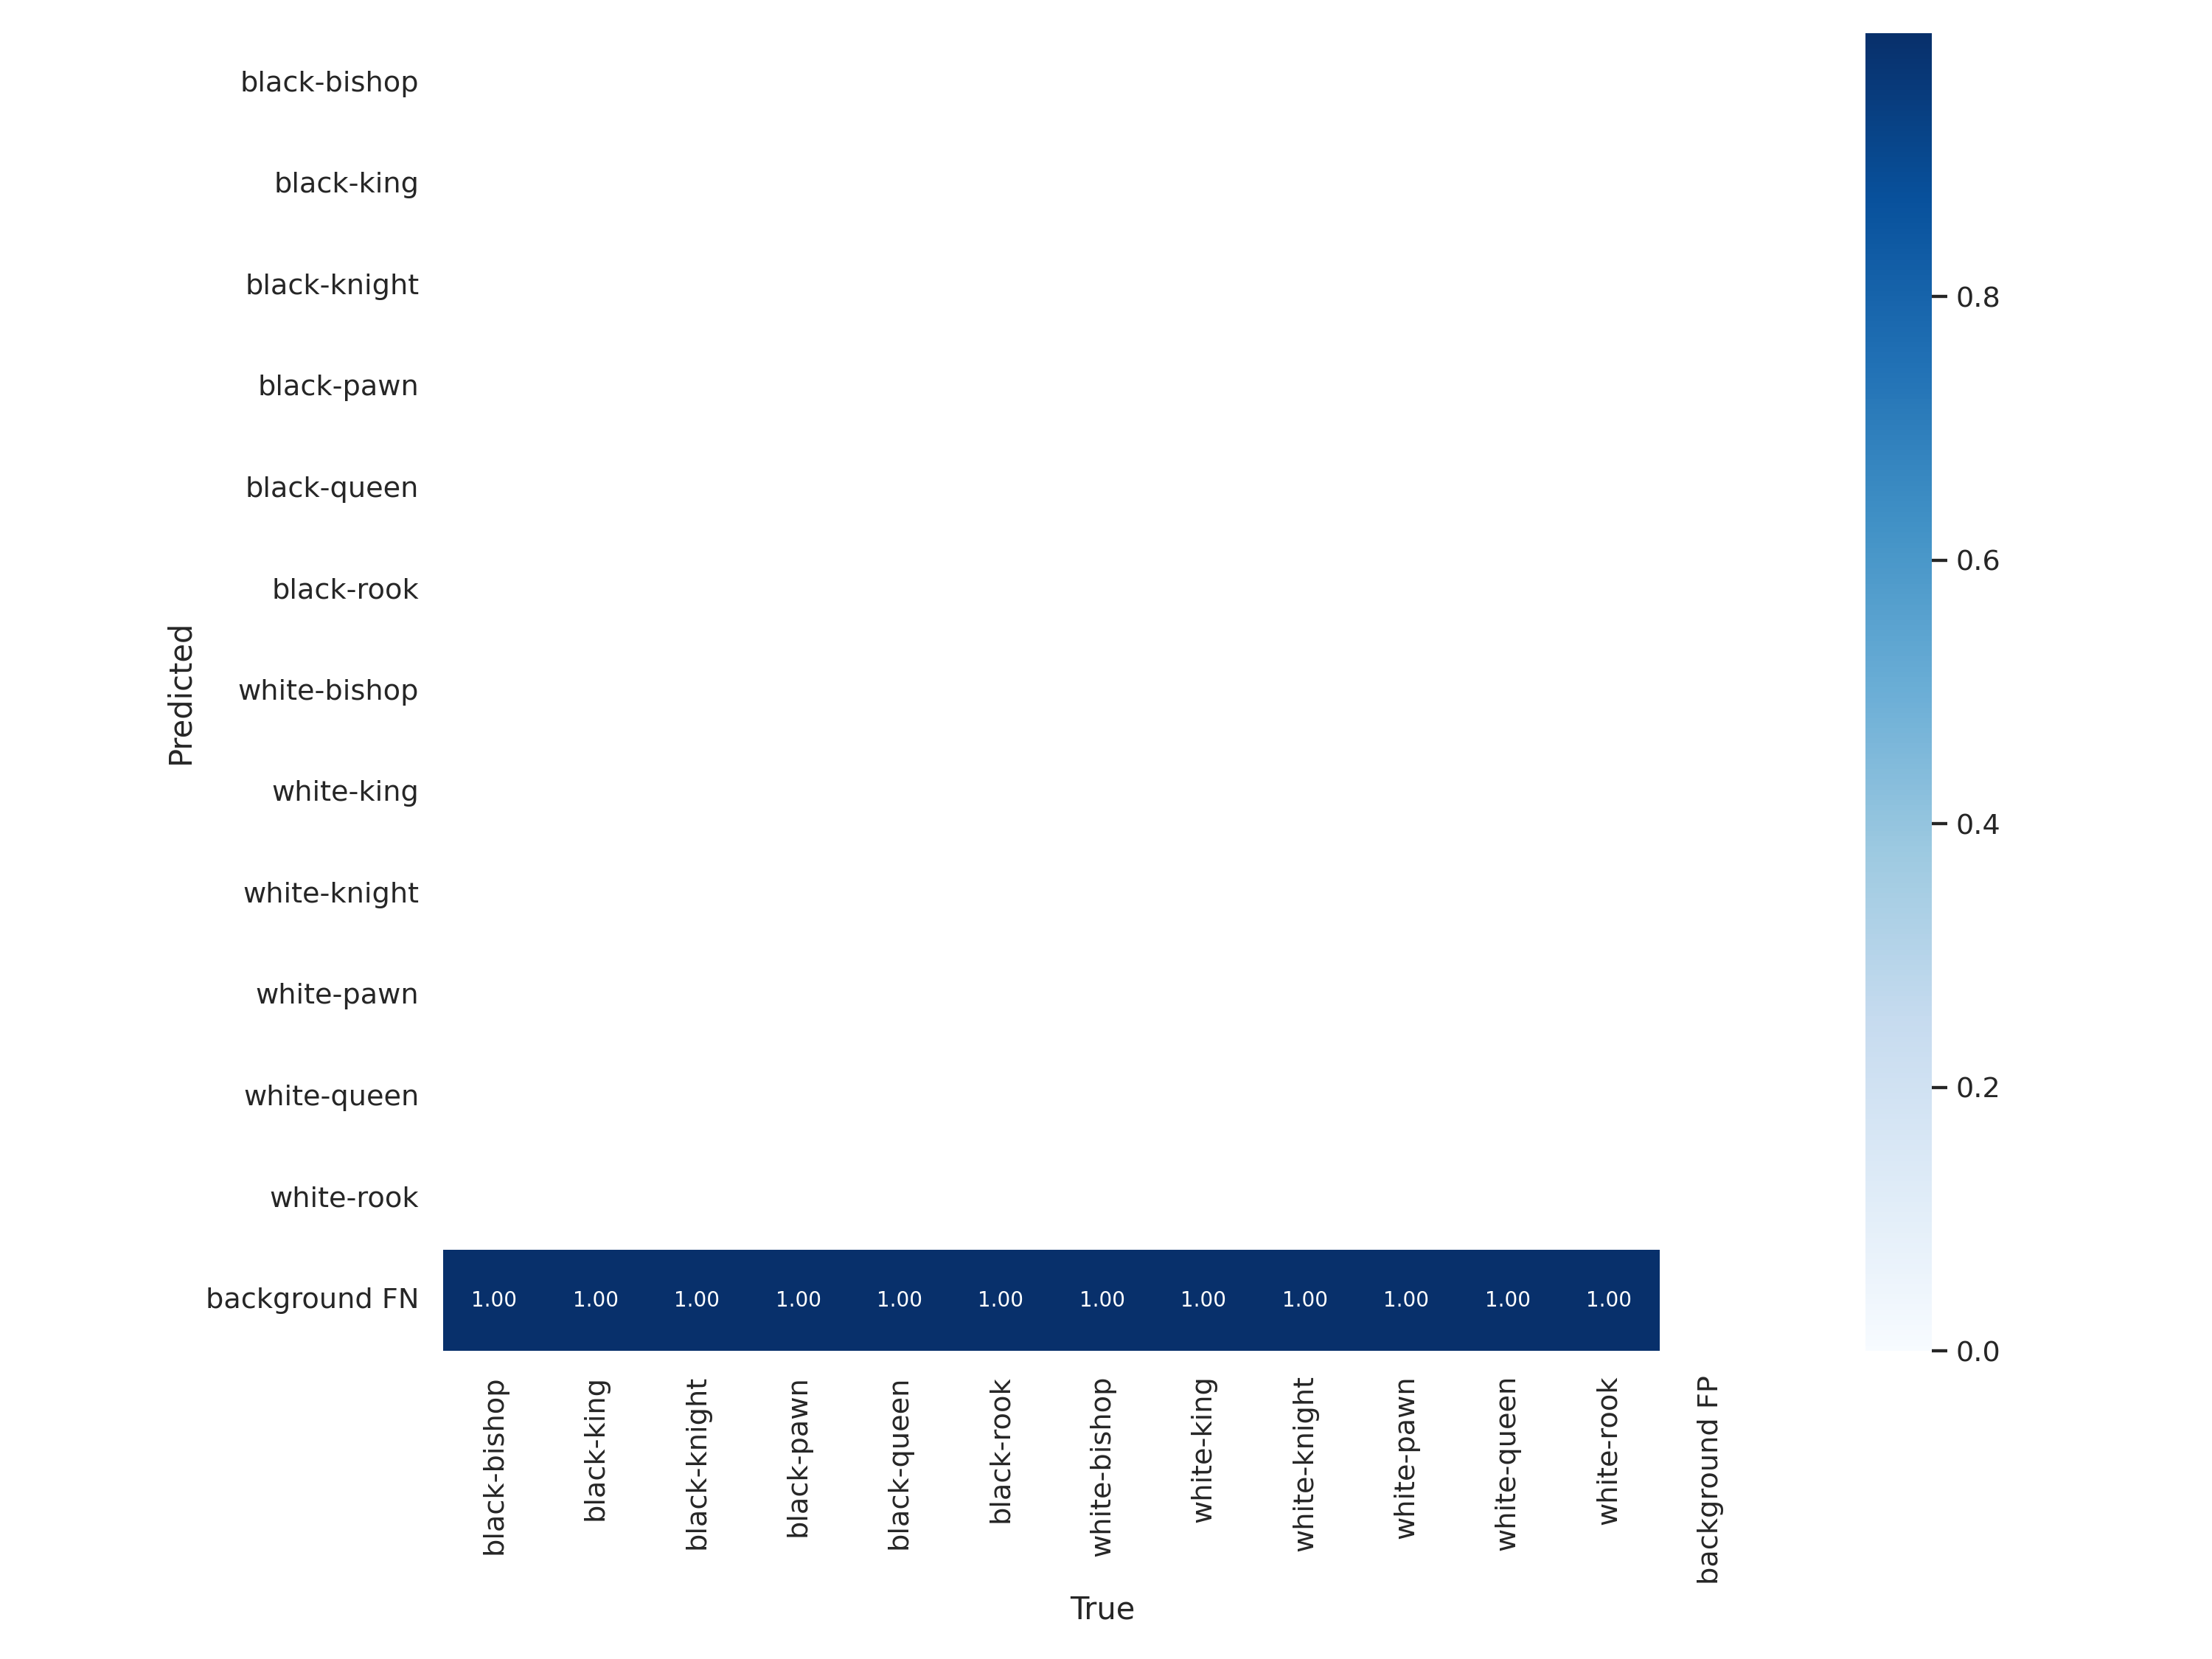 black-bishop
black-king
black-knight
black-pawn
black-queen
black-rook
white-bishop
white-king
white-knight
white-pawn
white-queen
white-rook
background FN
Predicted
1.00 1.00 1.00 1.00 1.00 1.00 1.00 1.00 1.00 1.00 1.00 1.00
black-bishop
black-king
black-knight
black-pawn
black-queen
black-rook
white-bishop
white-king
white-knight
white-pawn
white-queen
white-rook
background FP
True
0.8
0.6
0.4
0.2
0.0